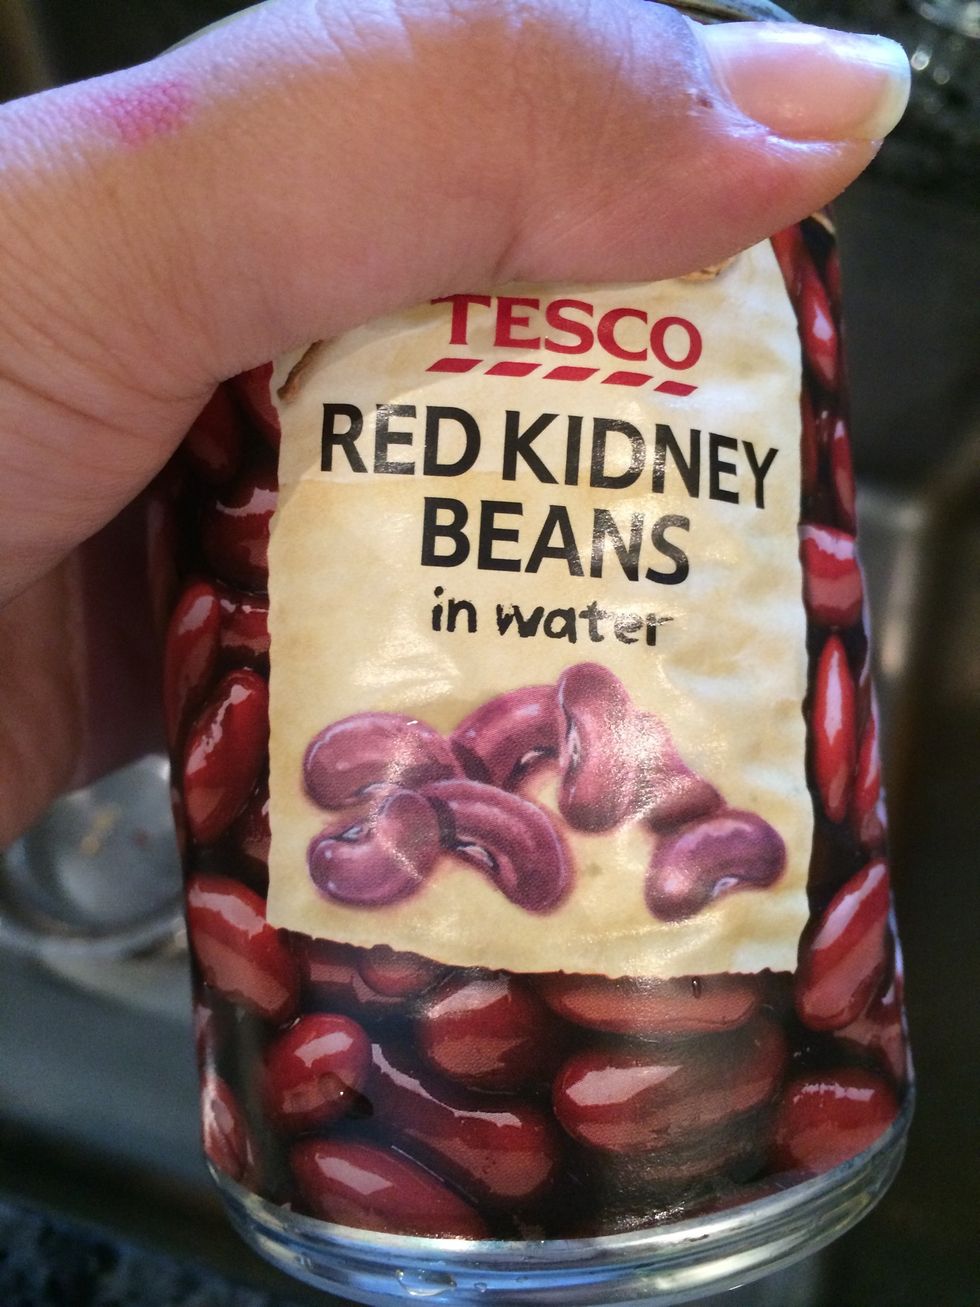 TESCO
RED KIDNEY
BEANS
in water